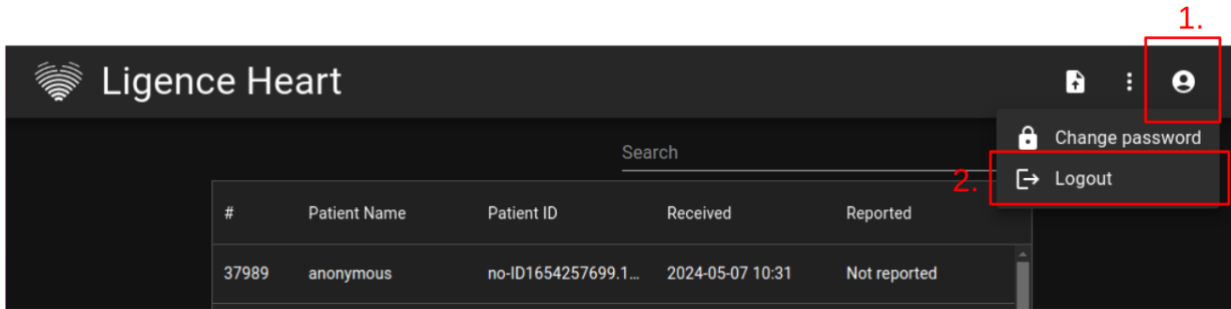 1.
Ligence Heart
Change password
Search
2.
Logout
# Patient Name Patient ID Received Reported
37989 anonymous no-ID1654257699.1... 2024-05-07 10:31 Not reported